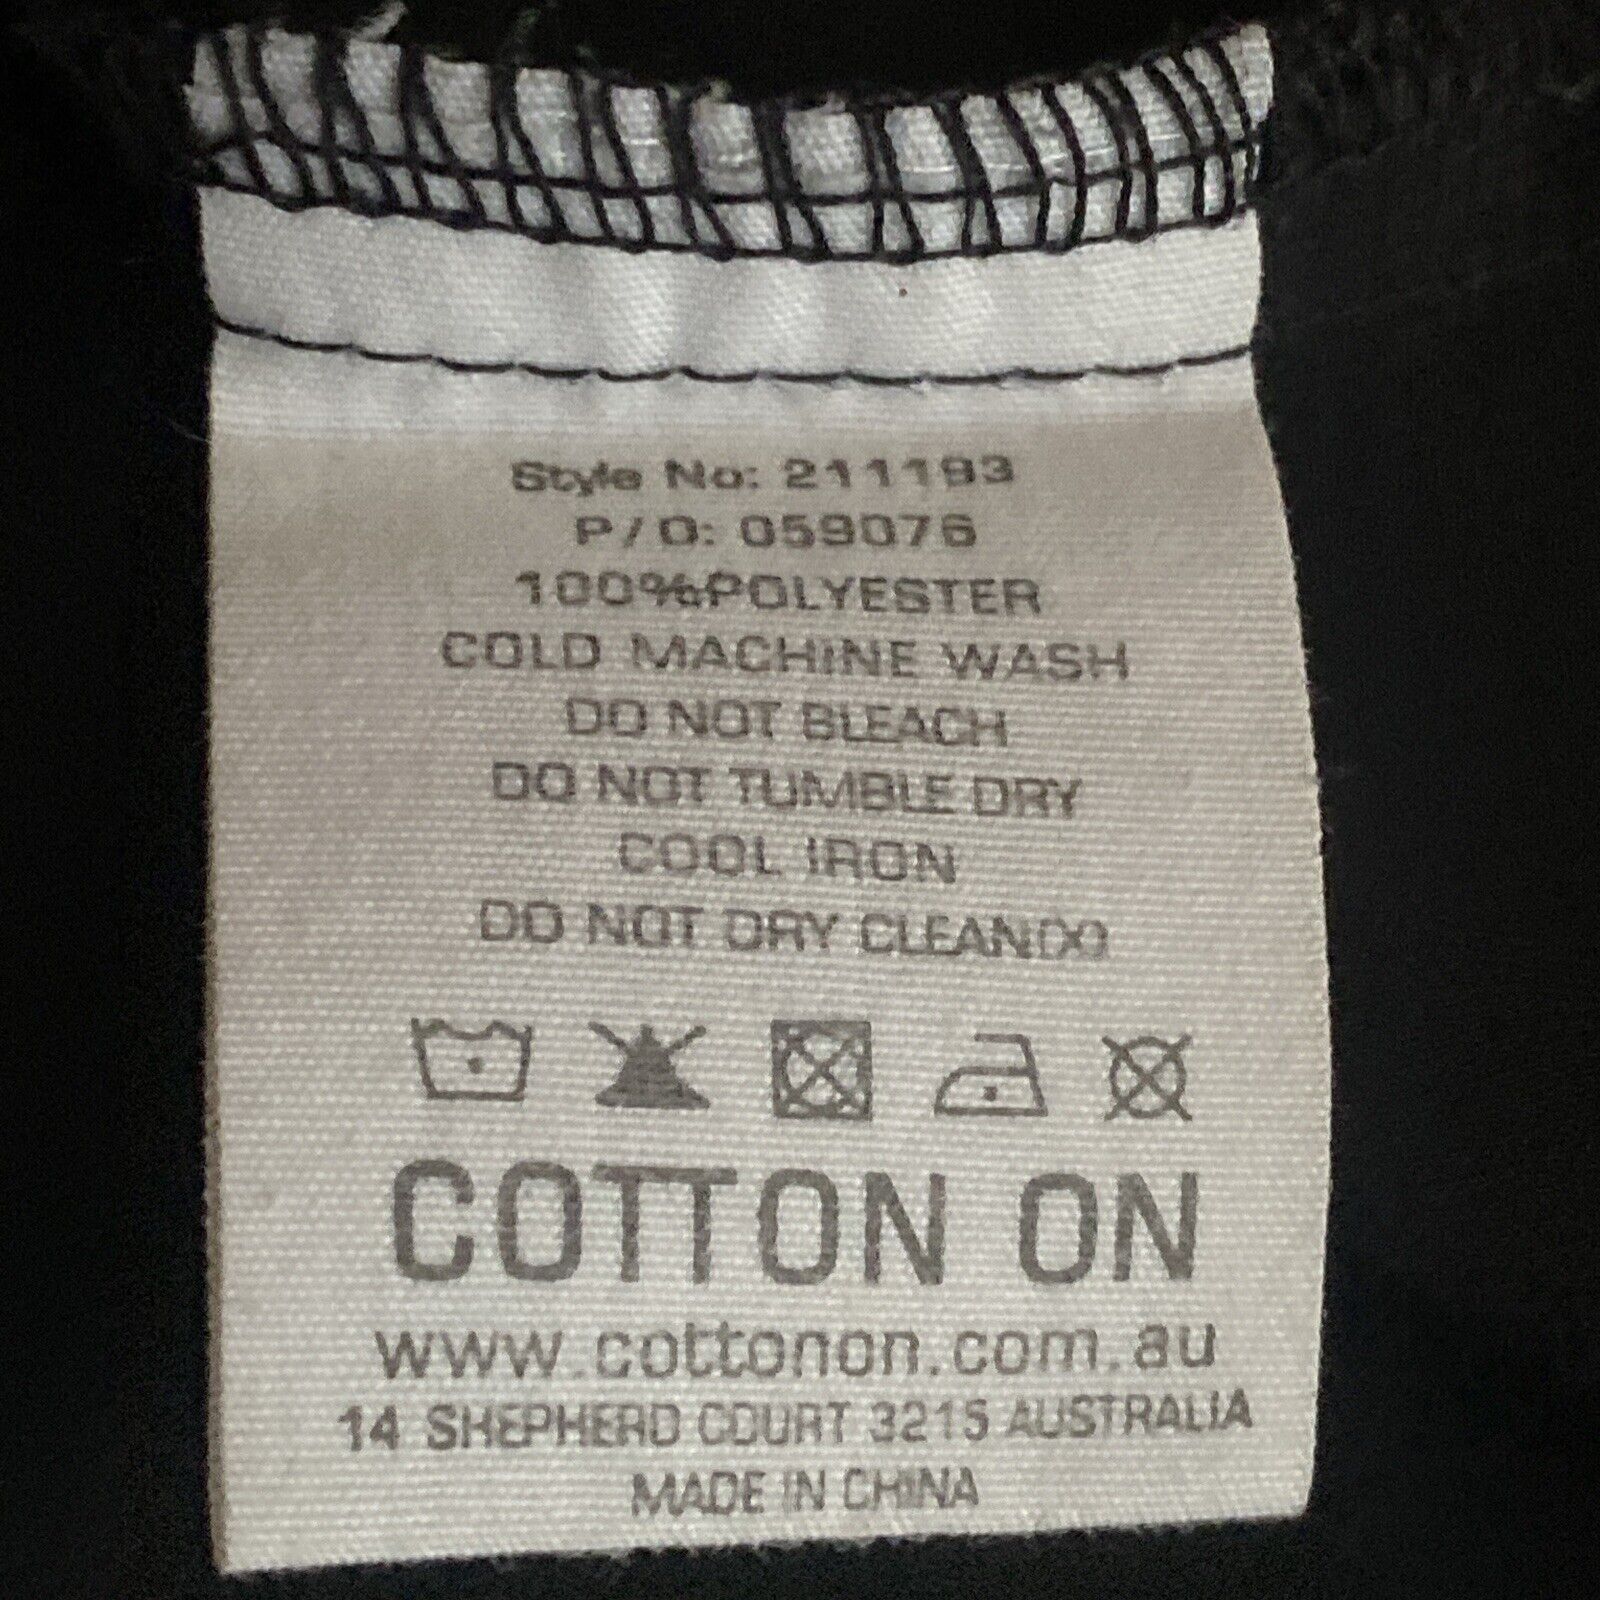 Style No: 211193
P/O: 059076
100%POLYESTER
COLD MACHINE WASH
DO NOT BLEACH
DO NOT TUMBLE DRY
COOL IRON
DO NOT DRY CLEAN(X)
COTTON ON
www.cottonon.com.au
14 SHEPHERD COURT 3215 AUSTRALIA
MADE IN CHINA